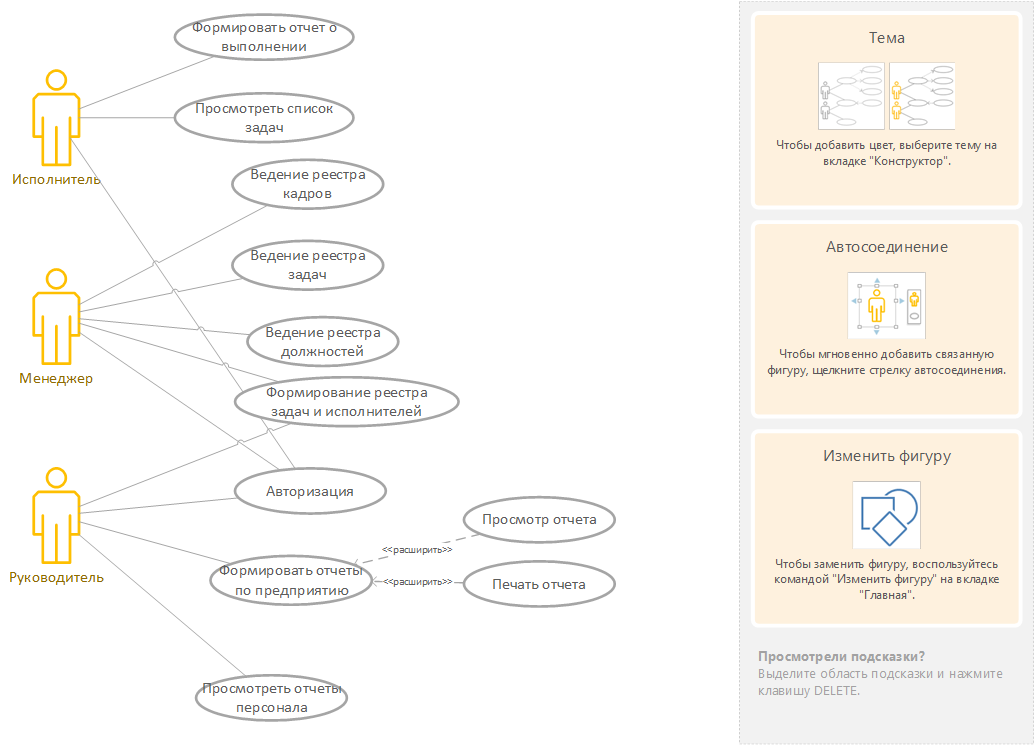 Формировать отчет о
выполнении
Просмотреть список
задач
Исполнитель
Ведение реестра
кадров
Ведение реестра
задач
Ведение реестра
должностей
Менеджер
Формирование реестра
задач и исполнителей
Авторизация
Просмотр отчета
<<расширить>>
Формировать отчеты
по предприятию
<<расширить>>
Печать отчета
Руководитель
Просмотреть отчеты
персонала
Тема
Чтобы добавить цвет, выберите тему на
вкладке "Конструктор".
Автосоединение
Чтобы мгновенно добавить связанную
фигуру, щелкните стрелку автосоединения.
Изменить фигуру
Чтобы заменить фигуру, воспользуйтесь
командой "Изменить фигуру" на вкладке
"Главная".
Просмотрели подсказки?
Выделите область подсказки и нажмите
клавишу DELETE.